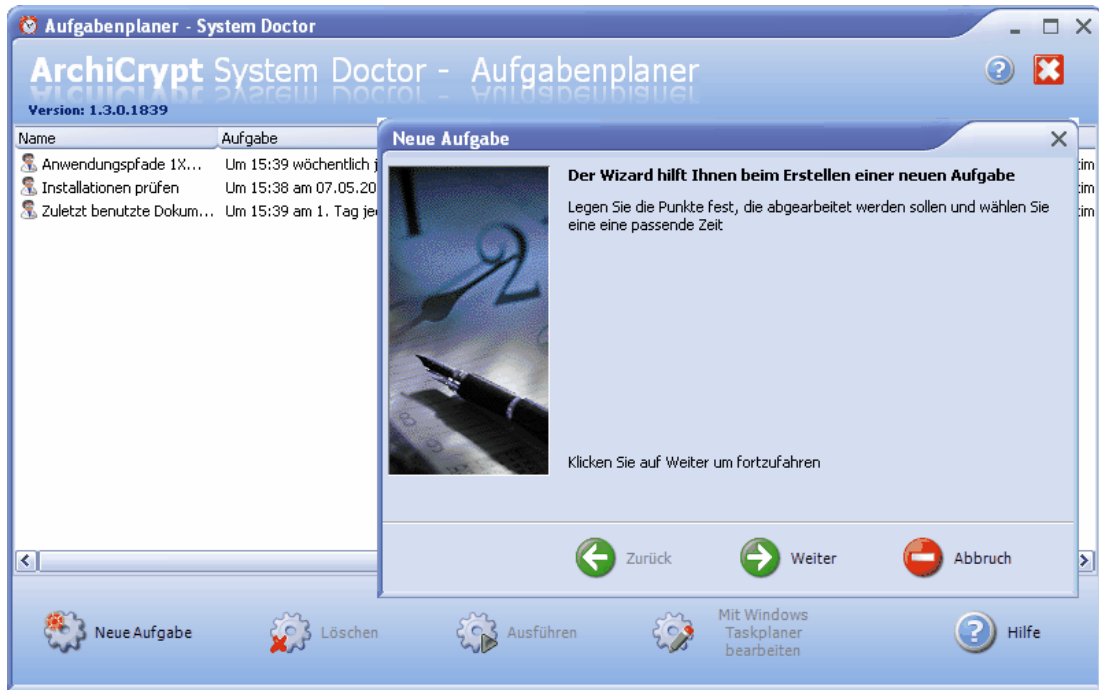 Aufgabenplaner - System Doctor
ArchiCrypt System Doctor - Aufgabenplaner
Version: 1.3.0.1839
Name Aufgabe
Anwendungspfade 1X... Um 15:39 wöchentlich j
Installationen prüfen Um 15:38 am 07.05.20
Zuletzt benutzte Dokum... Um 15:39 am 1. Tag je
Neue Aufgabe
Der Wizard hilft Ihnen beim Erstellen einer neuen Aufgabe
Legen Sie die Punkte fest, die abgearbeitet werden sollen und wählen Sie
eine eine passende Zeit
Klicken Sie auf Weiter um fortzufahren
Zurück Weiter Abbruch
Neue Aufgabe
Löschen
Ausführen
Mit Windows
Taskplaner
bearbeiten
Hilfe